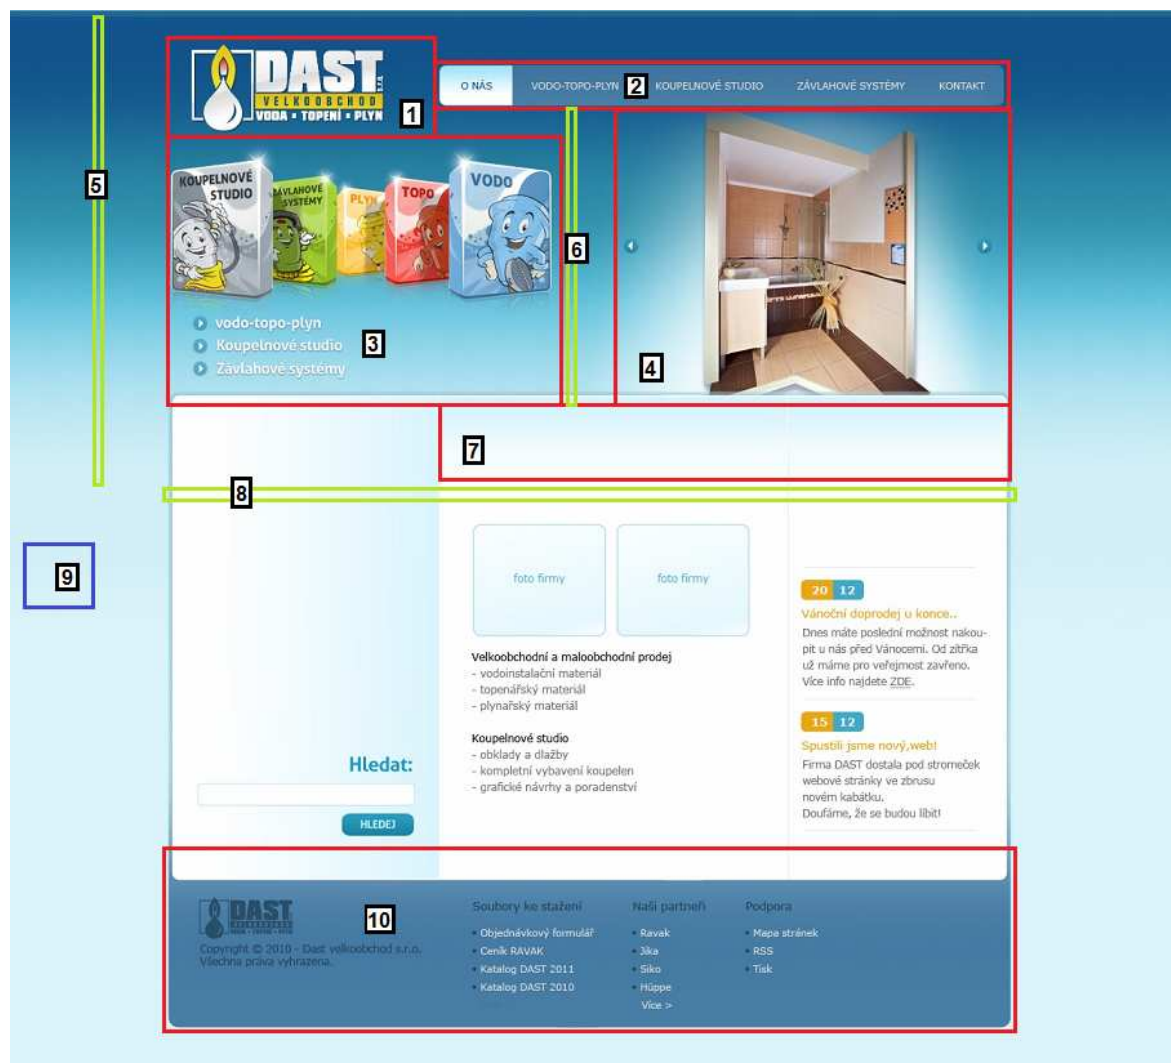 DAST s.r.o.
VELKOOBCHOD
VODA • TOPENÍ • PLYN
1
O NÁS
VODO-TOPO-PLYN
2
KOUPELNOVÉ STUDIO
ZÁVLAHOVÉ SYSTÉMY
KONTAKT
5
KOUPELNOVÉ
STUDIO
ZÁVLAHOVÉ
SYSTÉMY
PLYN
TOPO
VODO
6
vodo-topo-plyn
Koupelnové studio
Závlahové systémy
3
4
7
8
9
foto firmy
foto firmy
Velkoobchodní a maloobchodní prodej
- vodoinstalační materiál
- topenářský materiál
- plynařský materiál
Koupelnové studio
- obklady a dlažby
- kompletní vybavení koupelen
- grafické návrhy a poradenství
20 12
Vánoční doprodej u konce..
Dnes máte poslední možnost nakou-
pit u nás před Vánocemi. Od zítřka
už máme pro veřejmost zavřeno.
Více info najdete ZDE.
15 12
Spustili jsme nový,web!
Firma DAST dostala pod stromeček
webové stránky ve zbrusu
novém kabátku.
Doufáme, že se budou líbit!
Hledat:
HLEDEJ
DAST
VELKOOBCHOD
10
Copyright © 2010 - Dast velkoobchod s.r.o.
Všechna práva vyhrazena.
Soubory ke stažení
• Objednávkový formulář
• Ceník RAVAK
• Katalog DAST 2011
• Katalog DAST 2010
Naši partneři
• Ravak
• Jika
• Siko
• Hüppe
Více >
Podpora
• Mapa stránek
• RSS
• Tisk